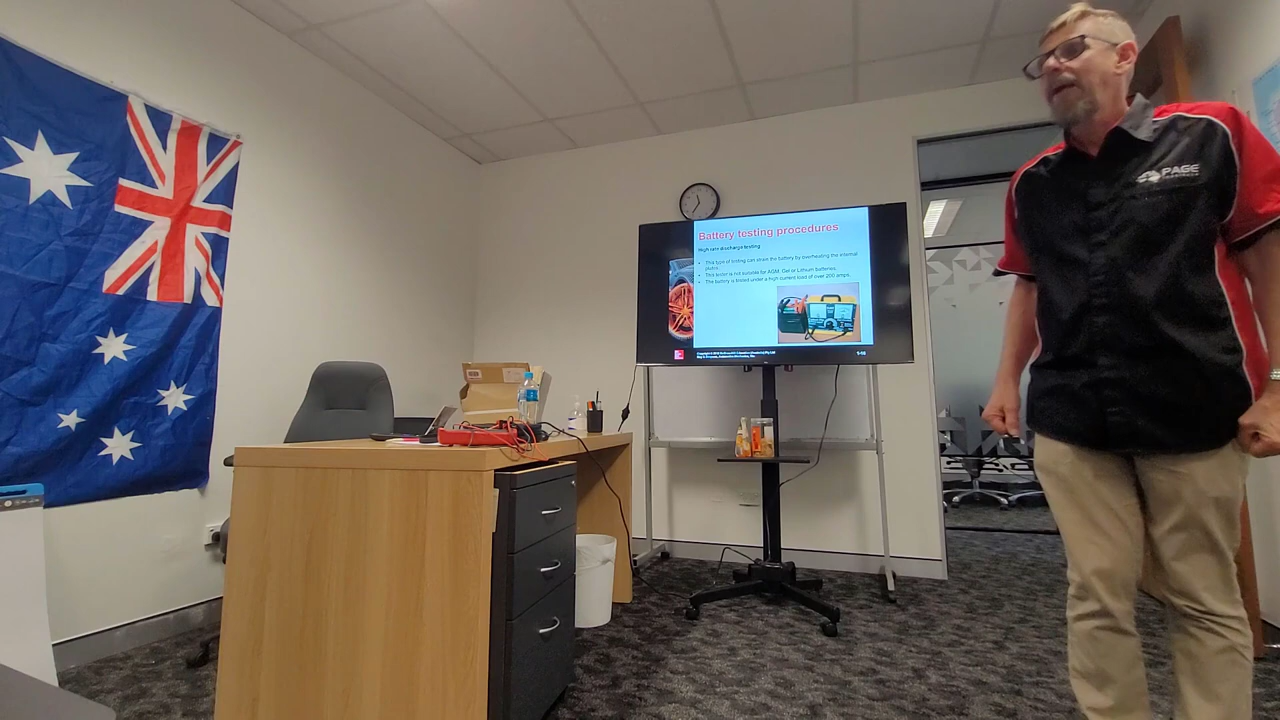 Battery testing procedures
High rate discharge testing
• This type of testing can strain the battery by overheating the internal
plates.
• This tester is not suitable for AGM, Gel or Lithium batteries.
• The battery is tested under a high current load of over 200 amps.
PAGE